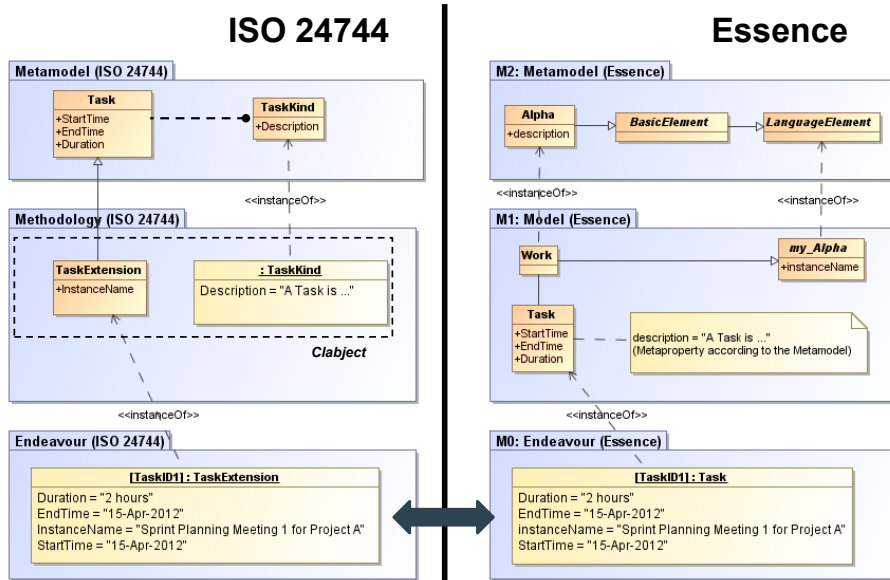 ISO 24744
Metamodel (ISO 24744)
Task
+StartTime
+EndTime
+Duration
TaskKind
+Description
<<instanceOf>>
Methodology (ISO 24744)
TaskExtension
+InstanceName
: TaskKind
Description = "A Task is ..."
Clabject
<<instanceOf>>
Endeavour (ISO 24744)
[TaskID1] : TaskExtension
Duration = "2 hours"
EndTime = "15-Apr-2012"
InstanceName = "Sprint Planning Meeting 1 for Project A"
StartTime = "15-Apr-2012"
Essence
M2: Metamodel (Essence)
Alpha
+description
BasicElement
LanguageElement
<<instanceOf>>
<<instanceOf>>
M1: Model (Essence)
Work
my_Alpha
+instanceName
Task
+StartTime
+EndTime
+Duration
description = "A Task is ..."
(Metaproperty according to the Metamodel)
<<instanceOf>>
M0: Endeavour (Essence)
[TaskID1] : Task
Duration = "2 hours"
EndTime = "15-Apr-2012"
instanceName = "Sprint Planning Meeting 1 for Project A"
StartTime = "15-Apr-2012"